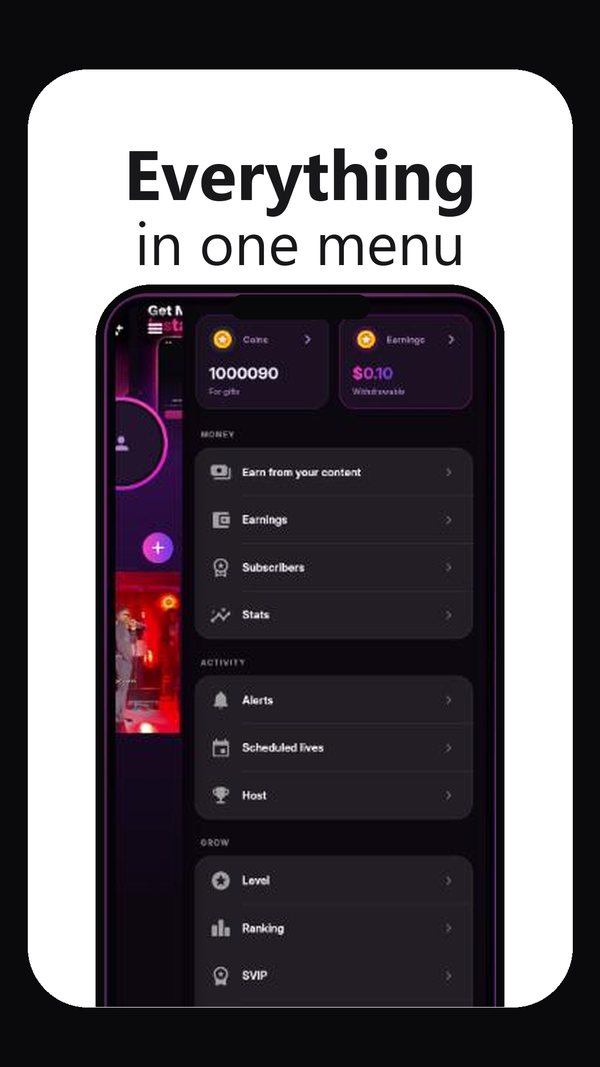 Everything
in one menu
Get M
Coins
Earnings
1000090
$0.10
For gifts
Withdrawable
MONEY
Earn from your content
Earnings
Subscribers
Stats
ACTIVITY
Alerts
Scheduled lives
Host
GROW
Level
Ranking
SVIP